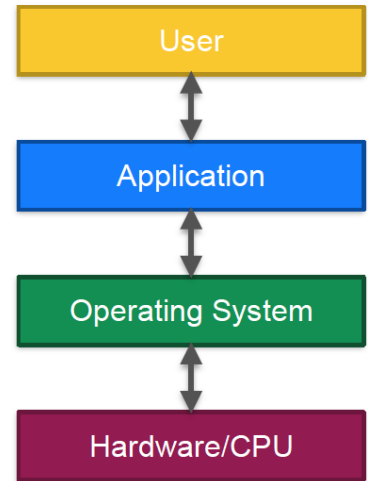 User
Application
Operating System
Hardware/CPU